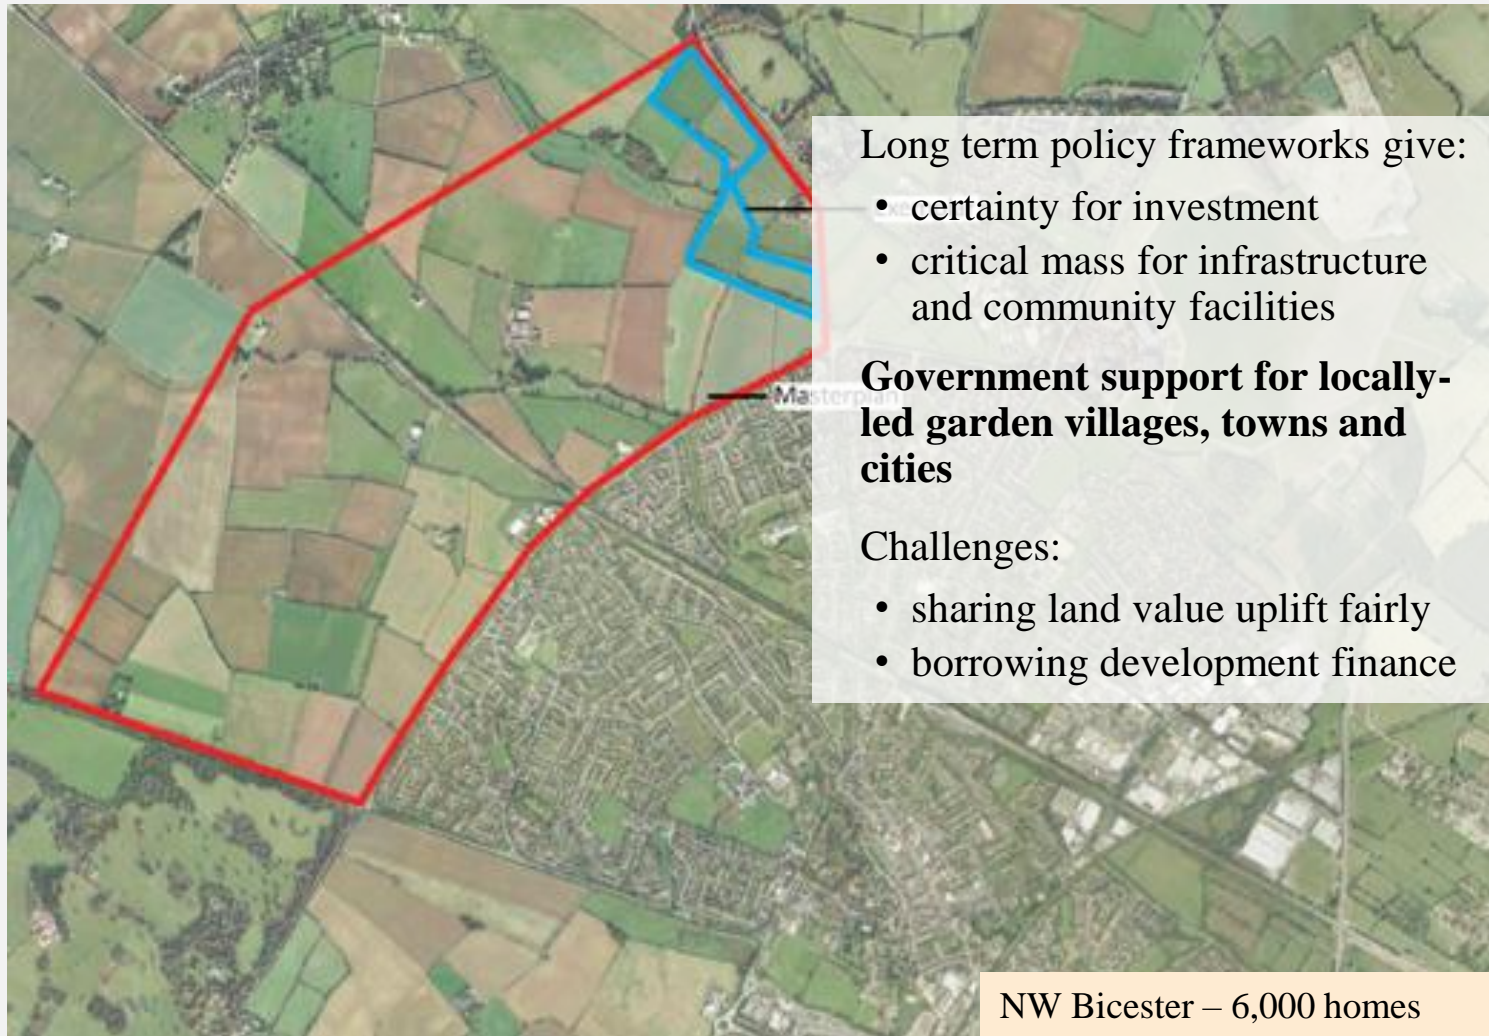 Long term policy frameworks give:
• certainty for investment
• critical mass for infrastructure
and community facilities
Government support for locally-
led garden villages, towns and
cities
Masterplan
Challenges:
• sharing land value uplift fairly
• borrowing development finance
NW Bicester – 6,000 homes